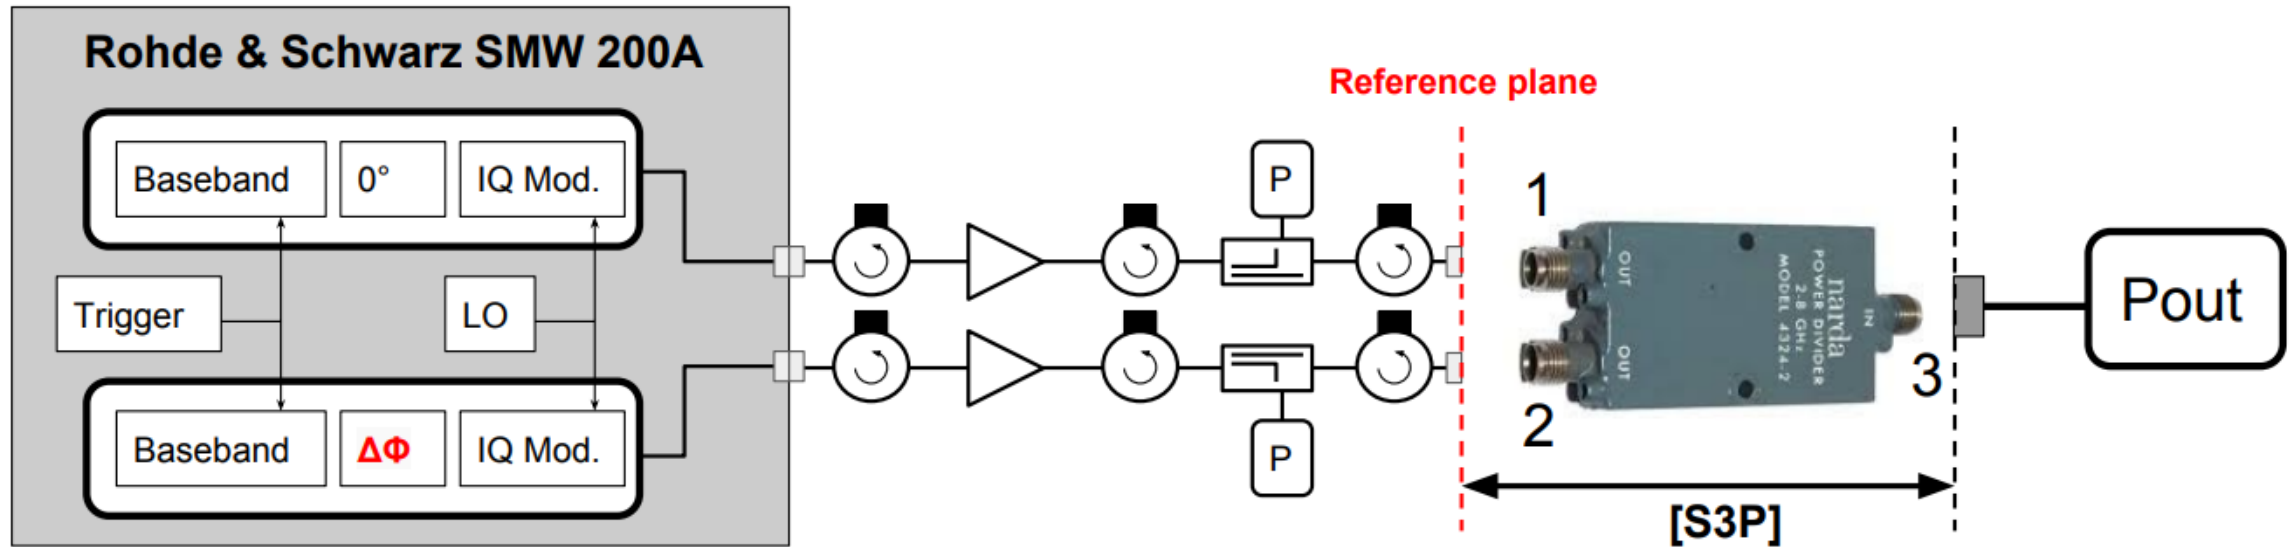 Rohde & Schwarz SMW 200A
Baseband
0°
IQ Mod.
Trigger
LO
Baseband
ΔΦ
IQ Mod.
P
P
Reference plane
1
2
OUT
OUT
narda
POWER DIVIDER
2-8 GHz
MODEL 4324-2
IN
3
[S3P]
Pout